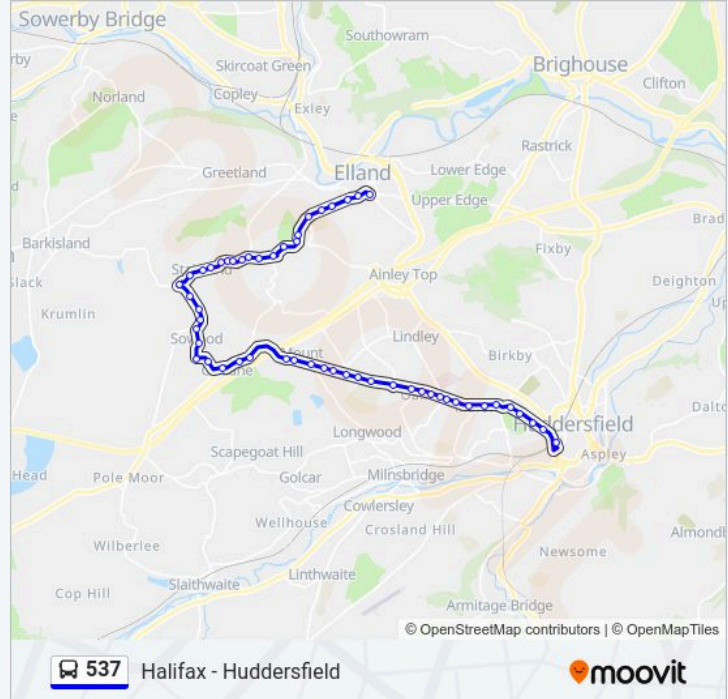 Sowerby Bridge
Southowram
Skircoat Green
Brighouse
Clifton
Norland
Copley
Exley
Rastrick
Elland
Greetland
Lower Edge
Upper Edge
Barkisland
Fixby
Ainley Top
Deighton
Krumlin
Lindley
Birkby
Mount
Huddersfield
Longwood
Aspley
Scapegoat Hill
Head
Pole Moor
Golcar
Milnsbridge
Cowlersley
Wellhouse
Crosland Hill
Wilberlee
Newsome
Linthwaite
Slaithwaite
Cop Hill
Armitage Bridge
© OpenStreetMap contributors | © OpenMapTiles
537 Halifax - Huddersfield
moovit